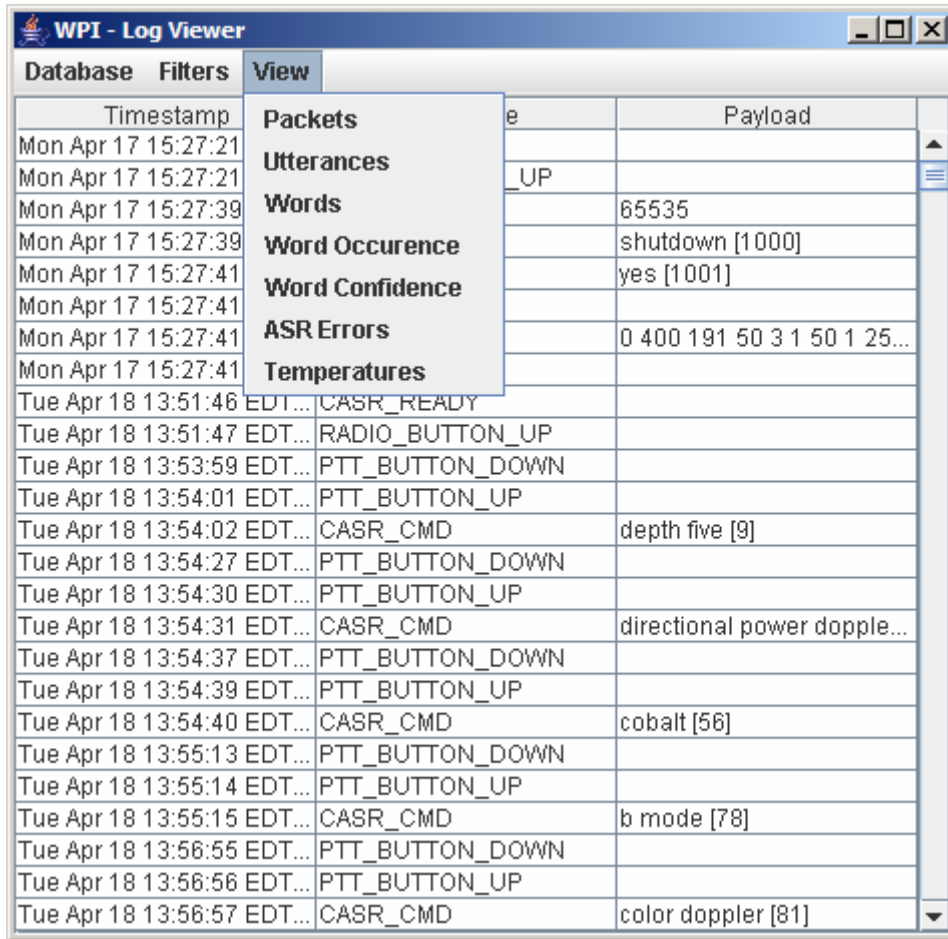 WPI - Log Viewer
Database Filters View
Timestamp e Payload
Packets
Utterances
Words
Word Occurence
Word Confidence
ASR Errors
Temperatures
Mon Apr 17 15:27:21
Mon Apr 17 15:27:21 _UP
Mon Apr 17 15:27:39 65535
Mon Apr 17 15:27:39 shutdown [1000]
Mon Apr 17 15:27:41 yes [1001]
Mon Apr 17 15:27:41
Mon Apr 17 15:27:41 0 400 191 50 3 1 50 1 25...
Mon Apr 17 15:27:41
Tue Apr 18 13:51:46 EDT... CASR_READY
Tue Apr 18 13:51:47 EDT... RADIO_BUTTON_UP
Tue Apr 18 13:53:59 EDT... PTT_BUTTON_DOWN
Tue Apr 18 13:54:01 EDT... PTT_BUTTON_UP
Tue Apr 18 13:54:02 EDT... CASR_CMD depth five [9]
Tue Apr 18 13:54:27 EDT... PTT_BUTTON_DOWN
Tue Apr 18 13:54:30 EDT... PTT_BUTTON_UP
Tue Apr 18 13:54:31 EDT... CASR_CMD directional power dopple...
Tue Apr 18 13:54:37 EDT... PTT_BUTTON_DOWN
Tue Apr 18 13:54:39 EDT... PTT_BUTTON_UP
Tue Apr 18 13:54:40 EDT... CASR_CMD cobalt [56]
Tue Apr 18 13:55:13 EDT... PTT_BUTTON_DOWN
Tue Apr 18 13:55:14 EDT... PTT_BUTTON_UP
Tue Apr 18 13:55:15 EDT... CASR_CMD b mode [78]
Tue Apr 18 13:56:55 EDT... PTT_BUTTON_DOWN
Tue Apr 18 13:56:56 EDT... PTT_BUTTON_UP
Tue Apr 18 13:56:57 EDT... CASR_CMD color doppler [81]